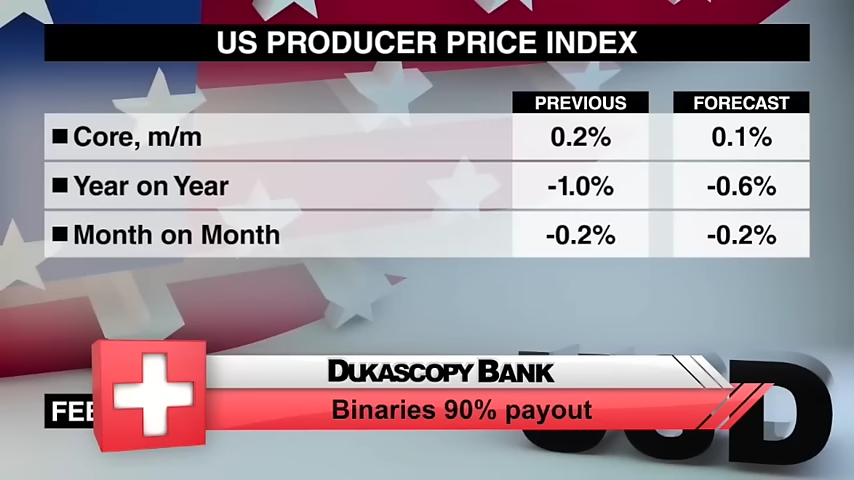 US PRODUCER PRICE INDEX
PREVIOUS FORECAST
Core, m/m 0.2% 0.1%
Year on Year -1.0% -0.6%
Month on Month -0.2% -0.2%
DUKASCOPY BANK
Binaries 90% payout